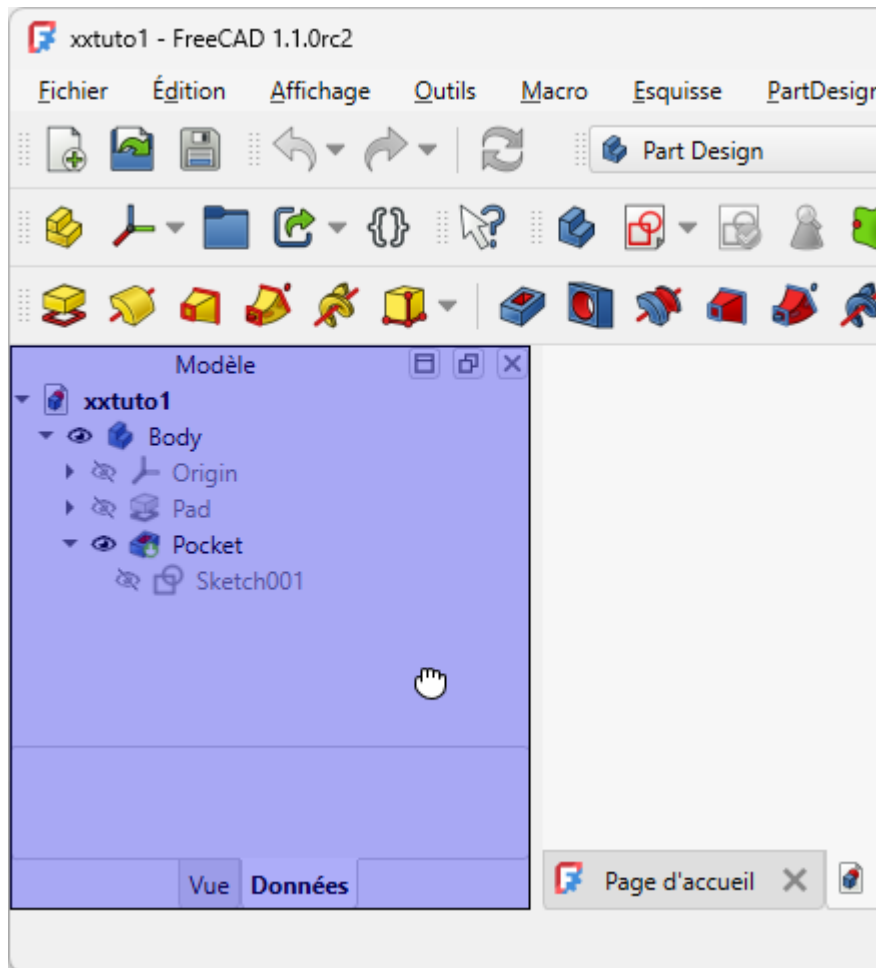 xxtuto1 - FreeCAD 1.1.0rc2
Fichier Édition Affichage Outils Macro Esquisse PartDesign
Part Design
Modèle
xxtuto1
Body
Origin
Pad
Pocket
Sketch001
Vue Données
Page d'accueil